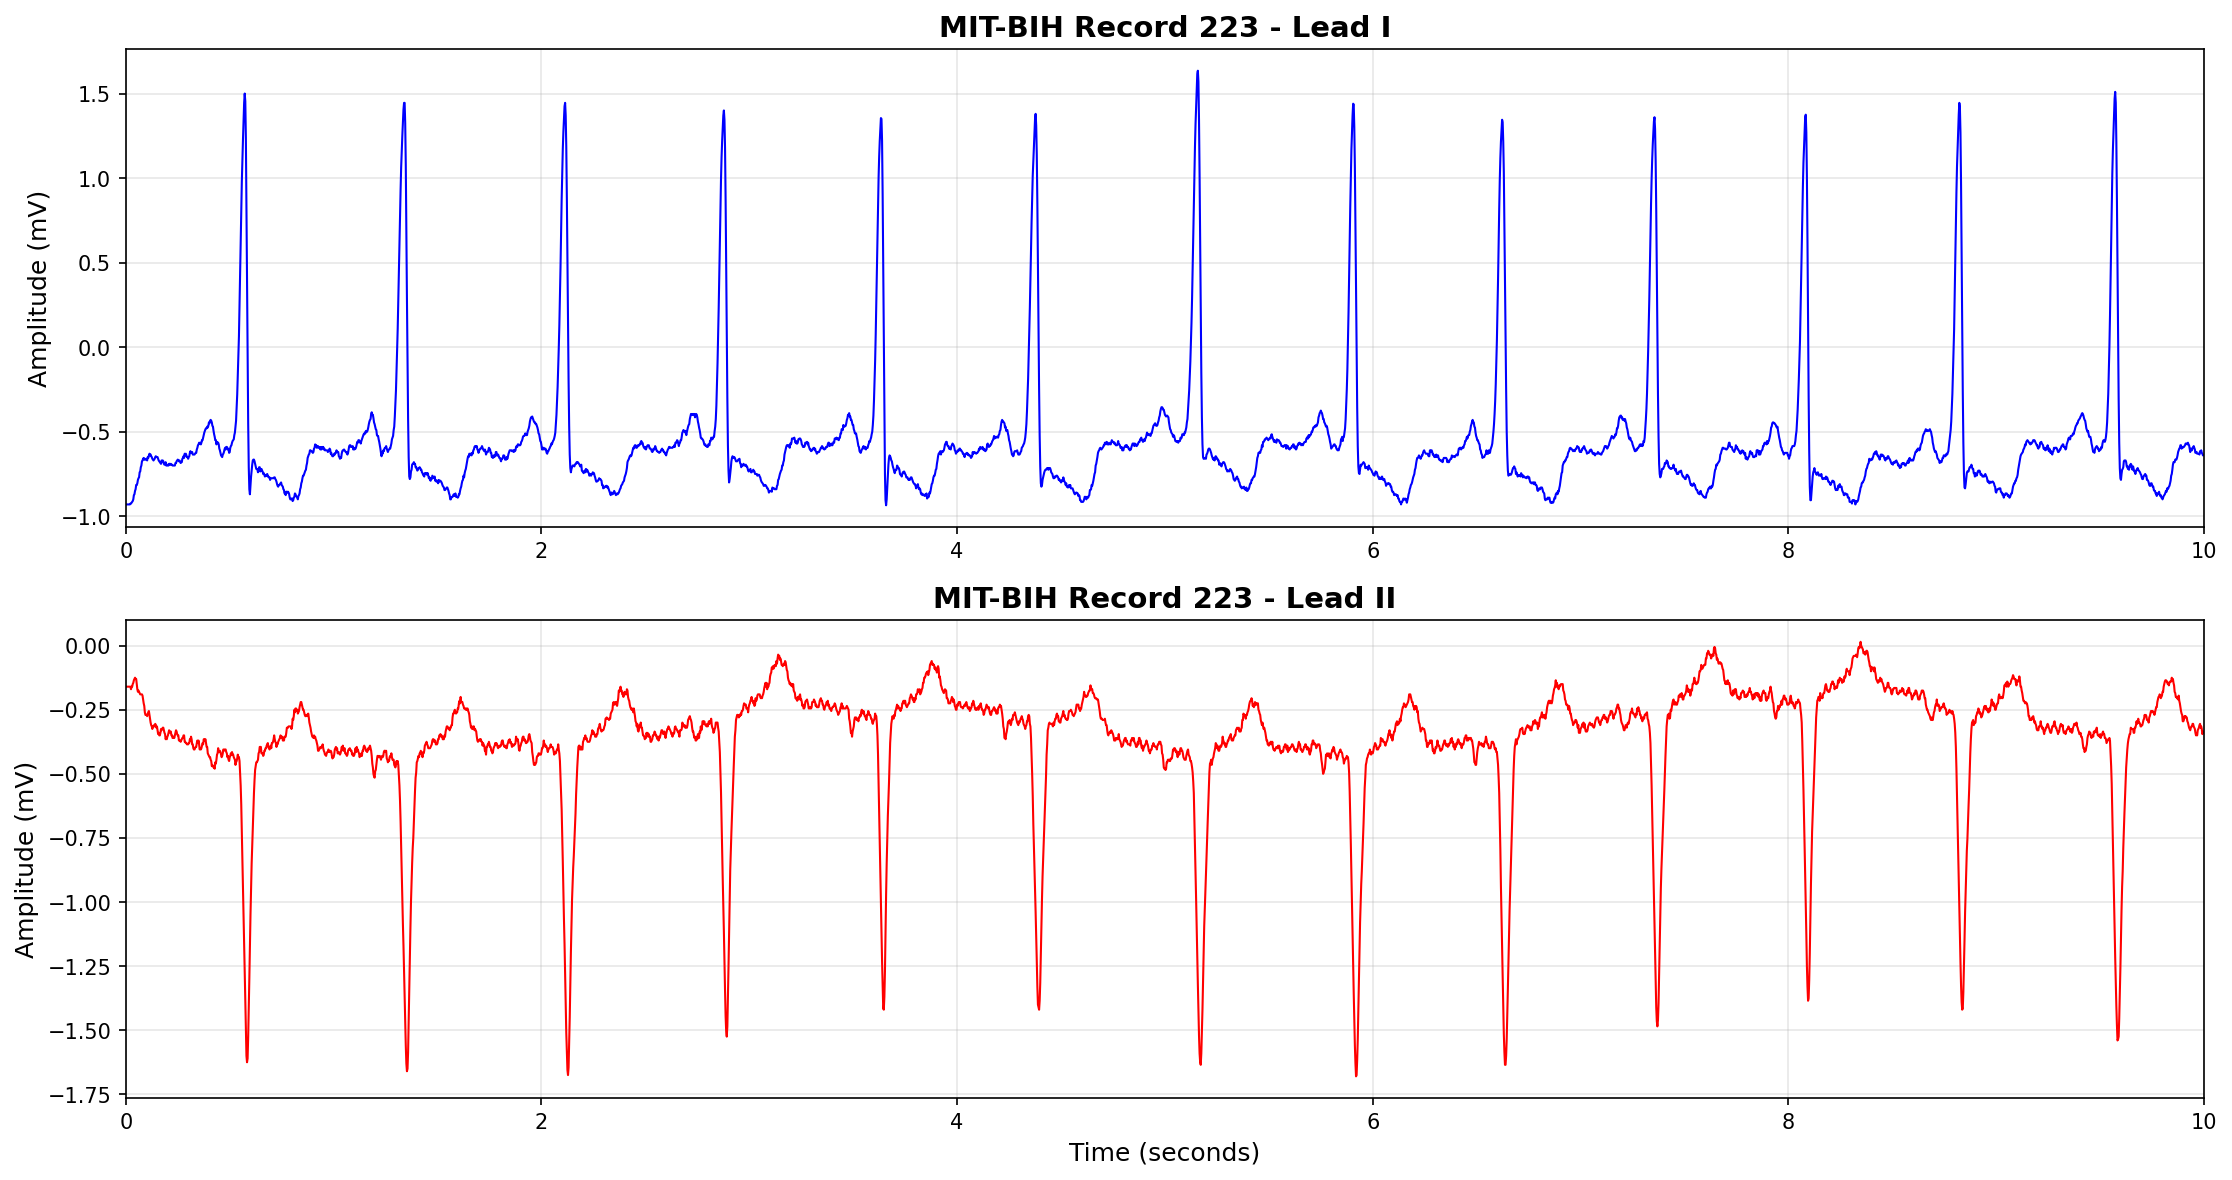 MIT-BIH Record 223 - Lead I
Amplitude (mV)
1.5
1.0
0.5
0.0
−0.5
−1.0
0 2 4 6 8 10
MIT-BIH Record 223 - Lead II
Amplitude (mV)
0.00
−0.25
−0.50
−0.75
−1.00
−1.25
−1.50
−1.75
0 2 4 6 8 10
Time (seconds)